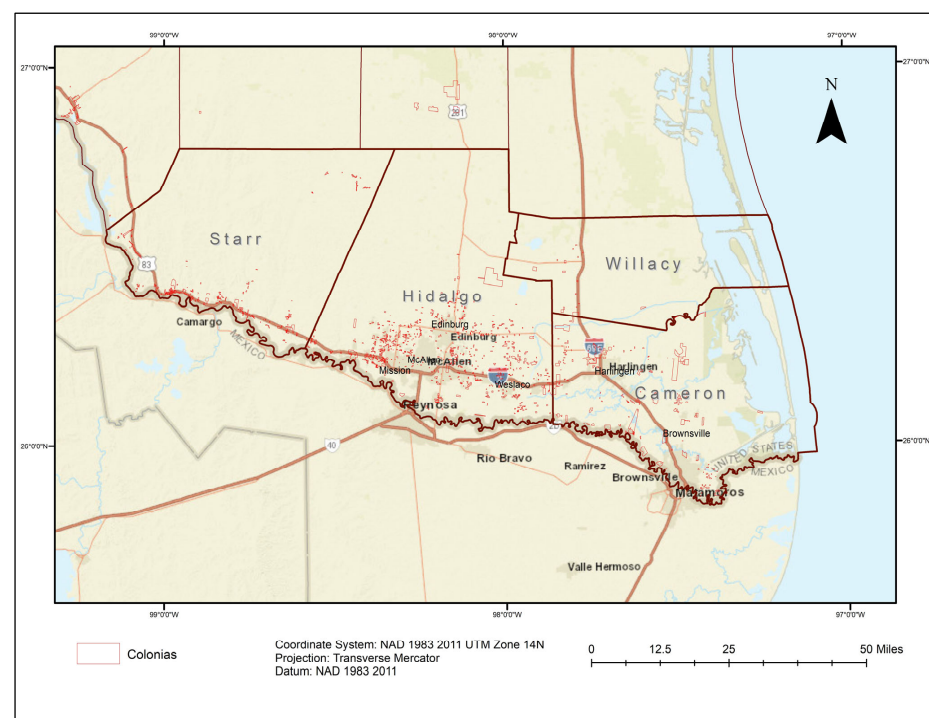 99°0'0"W 98°0'0"W 97°0'0"W
27°0'0"N 27°0'0"N
N
281
Starr
Willacy
83
Hidalgo
Camargo
Edinburg
Edinburg
MEXICO
69E
McAllen
McAllen
Mission
Harlingen
Harlingen
2
Weslaco
Cameron
Reynosa
Brownsville
26°0'0"N 26°0'0"N
40
UNITED STATES
MEXICO
Río Bravo
Ramirez
Brownsville
Matamoros
Valle Hermoso
99°0'0"W 98°0'0"W 97°0'0"W
Colonias
Coordinate System: NAD 1983 2011 UTM Zone 14N
Projection: Transverse Mercator
Datum: NAD 1983 2011
0 12.5 25 50 Miles